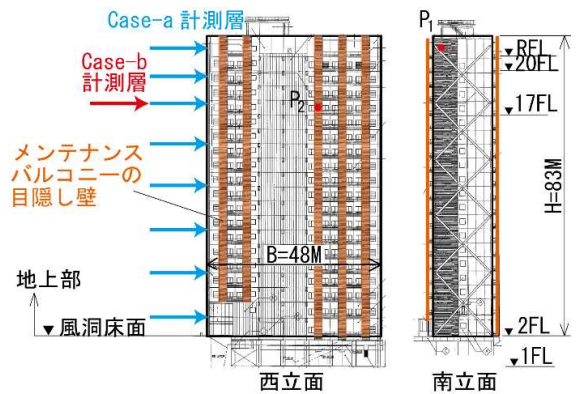 Case-a 計測層
Case-b
計測層
P2
メンテナンス
バルコニーの
目隠し壁
B=48M
地上部
風洞床面
西立面
P1
RFL
20FL
17FL
H=83M
2FL
1FL
南立面